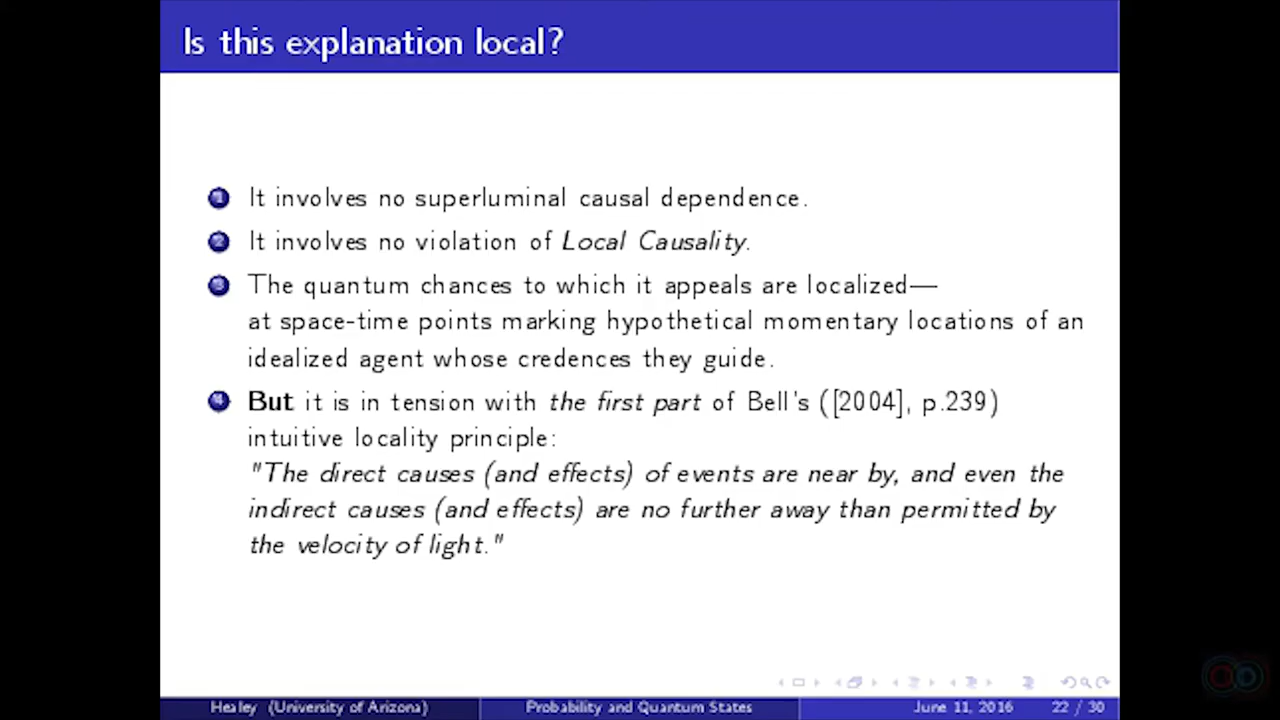 Is this explanation local?
1 It involves no superluminal causal dependence.
2 It involves no violation of Local Causality.
3 The quantum chances to which it appeals are localized—
at space-time points marking hypothetical momentary locations of an
idealized agent whose credences they guide.
4 But it is in tension with the first part of Bell's ([2004], p.239)
intuitive locality principle:
"The direct causes (and effects) of events are near by, and even the
indirect causes (and effects) are no further away than permitted by
the velocity of light."
Healey (University of Arizona) Probability and Quantum States June 11, 2016 22 / 30